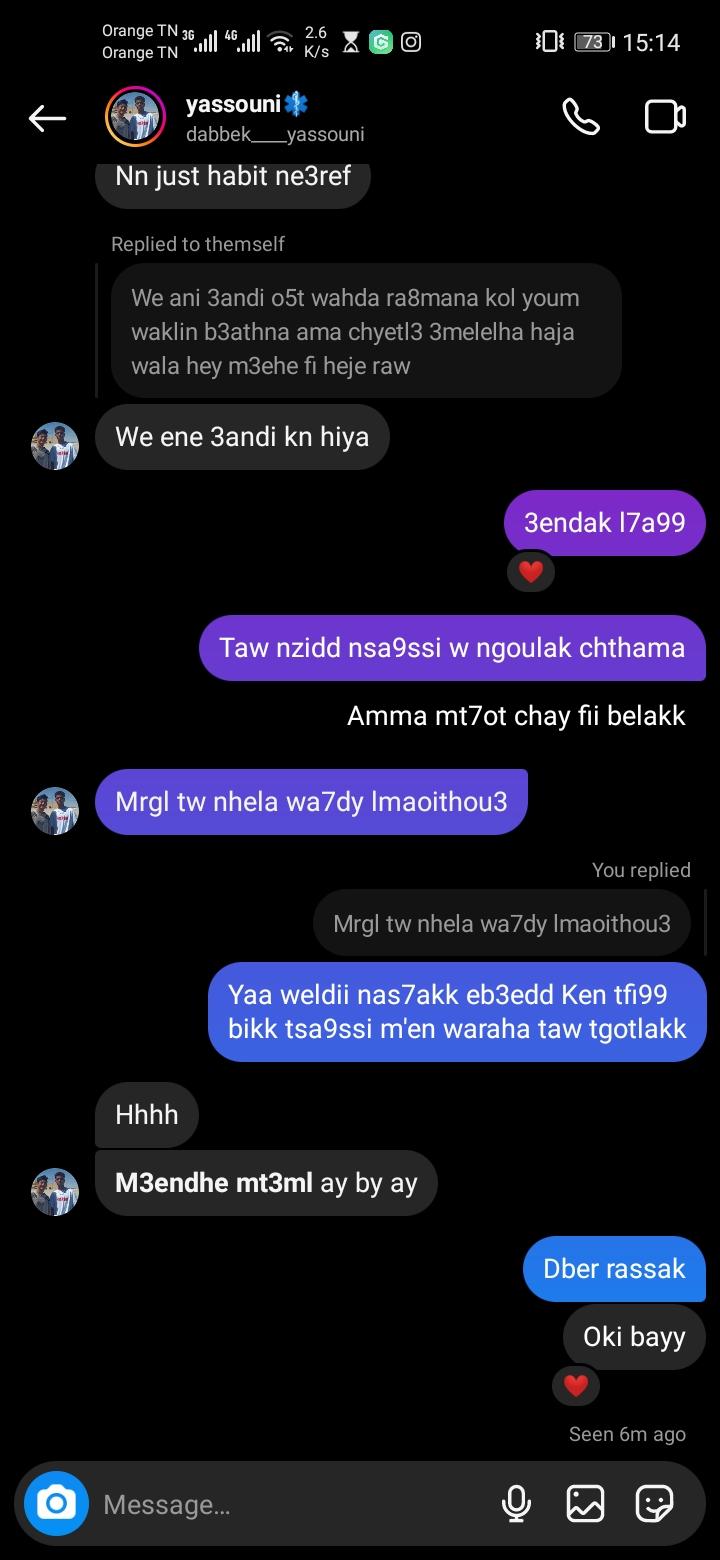 Orange TN 3G 4G 2.6
Orange TN K/s 73 15:14
yassouni
dabbek____yassouni
Nn just habit ne3ref
Replied to themself
We ani 3andi o5t wahda ra8mana kol youm
waklin b3athna ama chyetl3 3melelha haja
wala hey m3ehe fi heje raw
We ene 3andi kn hiya
3endak l7a99
Taw nzidd nsa9ssi w ngoulak chthama
Amma mt7ot chay fii belakk
Mrgl tw nhela wa7dy lmaoithou3
You replied
Mrgl tw nhela wa7dy lmaoithou3
Yaa weldii nas7akk eb3edd Ken tfi99
bikk tsa9ssi m'en waraha taw tgotlakk
Hhhh
M3endhe mt3ml ay by ay
Dber rassak
Oki bayy
Seen 6m ago
Message...